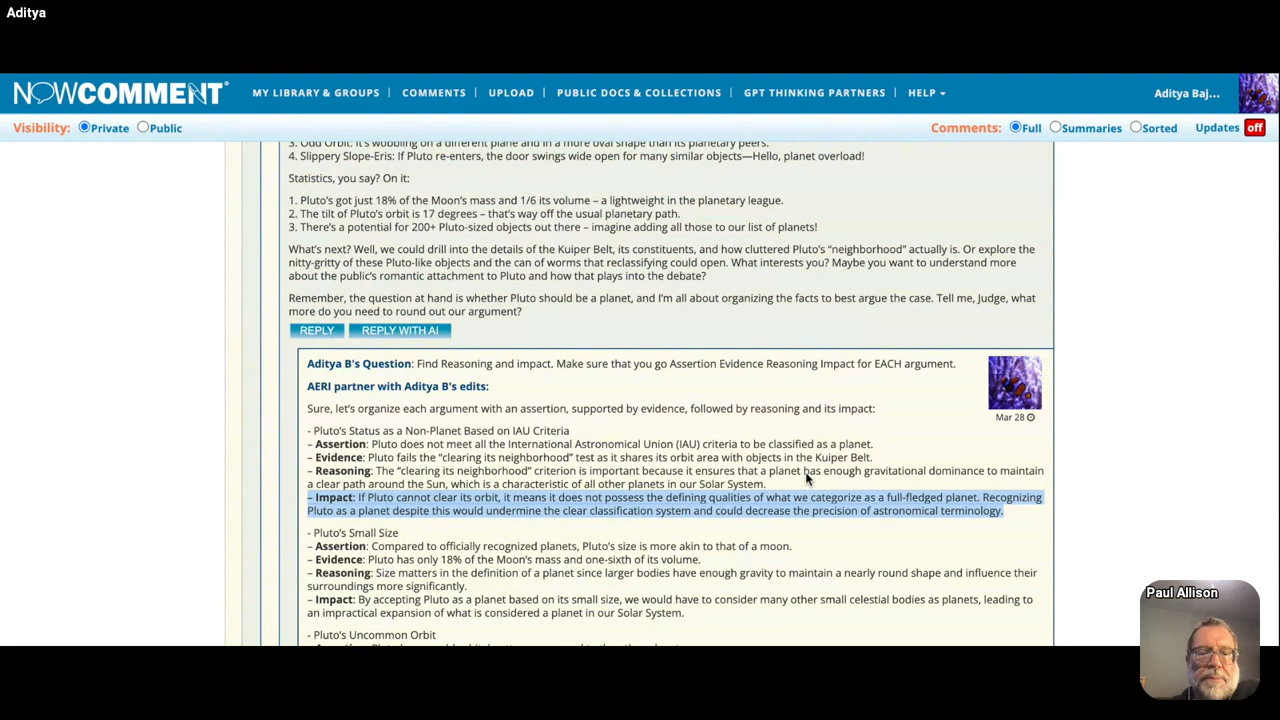 Aditya
NOWCOMMENT®
MY LIBRARY & GROUPS | COMMENTS | UPLOAD | PUBLIC DOCS & COLLECTIONS | GPT THINKING PARTNERS | HELP
Aditya Baj...
Visibility: Private Public
Comments: Full Summaries Sorted Updates off
3. Odd Orbit: It's wobbling on a different plane and in a more oval shape than its planetary peers.
4. Slippery Slope-Eris: If Pluto re-enters, the door swings wide open for many similar objects—Hello, planet overload!
Statistics, you say? On it:
1. Pluto's got just 18% of the Moon's mass and 1/6 its volume – a lightweight in the planetary league.
2. The tilt of Pluto's orbit is 17 degrees – that's way off the usual planetary path.
3. There's a potential for 200+ Pluto-sized objects out there – imagine adding all those to our list of planets!
What's next? Well, we could drill into the details of the Kuiper Belt, its constituents, and how cluttered Pluto's "neighborhood" actually is. Or explore the
nitty-gritty of these Pluto-like objects and the can of worms that reclassifying could open. What interests you? Maybe you want to understand more
about the public's romantic attachment to Pluto and how that plays into the debate?
Remember, the question at hand is whether Pluto should be a planet, and I'm all about organizing the facts to best argue the case. Tell me, Judge, what
more do you need to round out our argument?
REPLY REPLY WITH AI
Aditya B's Question: Find Reasoning and impact. Make sure that you go Assertion Evidence Reasoning Impact for EACH argument.
AERI partner with Aditya B's edits:
Mar 28
Sure, let's organize each argument with an assertion, supported by evidence, followed by reasoning and its impact:
- Pluto's Status as a Non-Planet Based on IAU Criteria
– Assertion: Pluto does not meet all the International Astronomical Union (IAU) criteria to be classified as a planet.
– Evidence: Pluto fails the "clearing its neighborhood" test as it shares its orbit area with objects in the Kuiper Belt.
– Reasoning: The "clearing its neighborhood" criterion is important because it ensures that a planet has enough gravitational dominance to maintain
a clear path around the Sun, which is a characteristic of all other planets in our Solar System.
– Impact: If Pluto cannot clear its orbit, it means it does not possess the defining qualities of what we categorize as a full-fledged planet. Recognizing
Pluto as a planet despite this would undermine the clear classification system and could decrease the precision of astronomical terminology.
- Pluto's Small Size
– Assertion: Compared to officially recognized planets, Pluto's size is more akin to that of a moon.
– Evidence: Pluto has only 18% of the Moon's mass and one-sixth of its volume.
– Reasoning: Size matters in the definition of a planet since larger bodies have enough gravity to maintain a nearly round shape and influence their
surroundings more significantly.
– Impact: By accepting Pluto as a planet based on its small size, we would have to consider many other small celestial bodies as planets, leading to
an impractical expansion of what is considered a planet in our Solar System.
- Pluto's Uncommon Orbit
Paul Allison